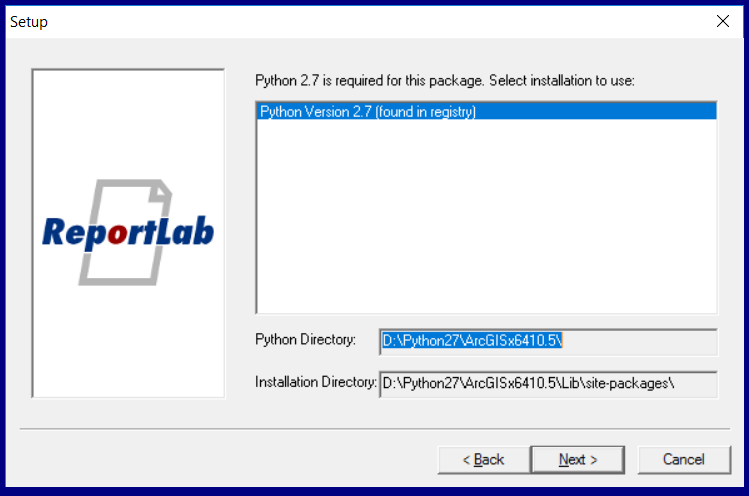 Setup
Python 2.7 is required for this package. Select installation to use:
Python Version 2.7 (found in registry)
ReportLab
Python Directory: D:\Python27\ArcGISx6410.5\
Installation Directory: D:\Python27\ArcGISx6410.5\Lib\site-packages\
< Back Next > Cancel